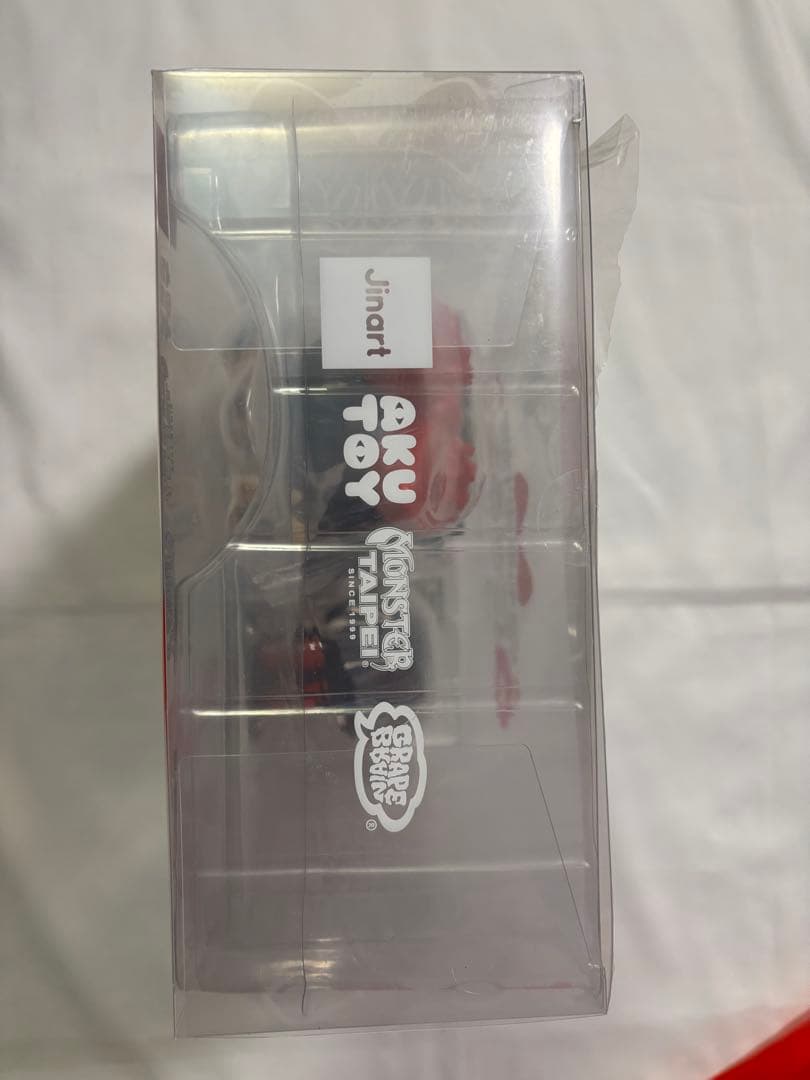 Jinart
AKU
TOY
MONSTER
TAIPEI®
SINCE 1999
GRAPE
BRAIN
®